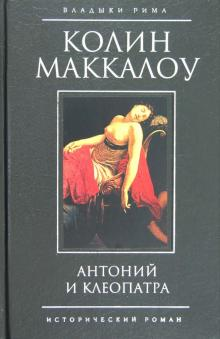 ВЛАДЫКИ РИМА
КОЛИН
МАККАЛОУ
АНТОНИЙ
И КЛЕОПАТРА
ИСТОРИЧЕСКИЙ РОМАН